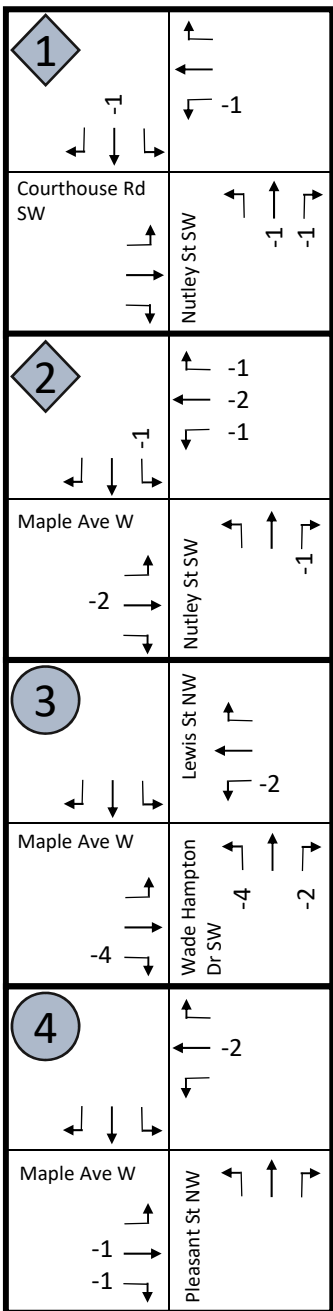 1
-1
-1
Courthouse Rd
SW
Nutley St SW
-1
-1
2
-1
-1
-2
-1
Maple Ave W
-2
Nutley St SW
-1
3
Lewis St NW
-2
Maple Ave W
-4
Wade Hampton
Dr SW
-4
-2
4
-2
Maple Ave W
-1
-1
Pleasant St NW